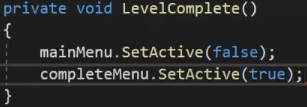 private void LevelComplete()
{
    mainMenu.SetActive(false);
    completeMenu.SetActive(true);
}